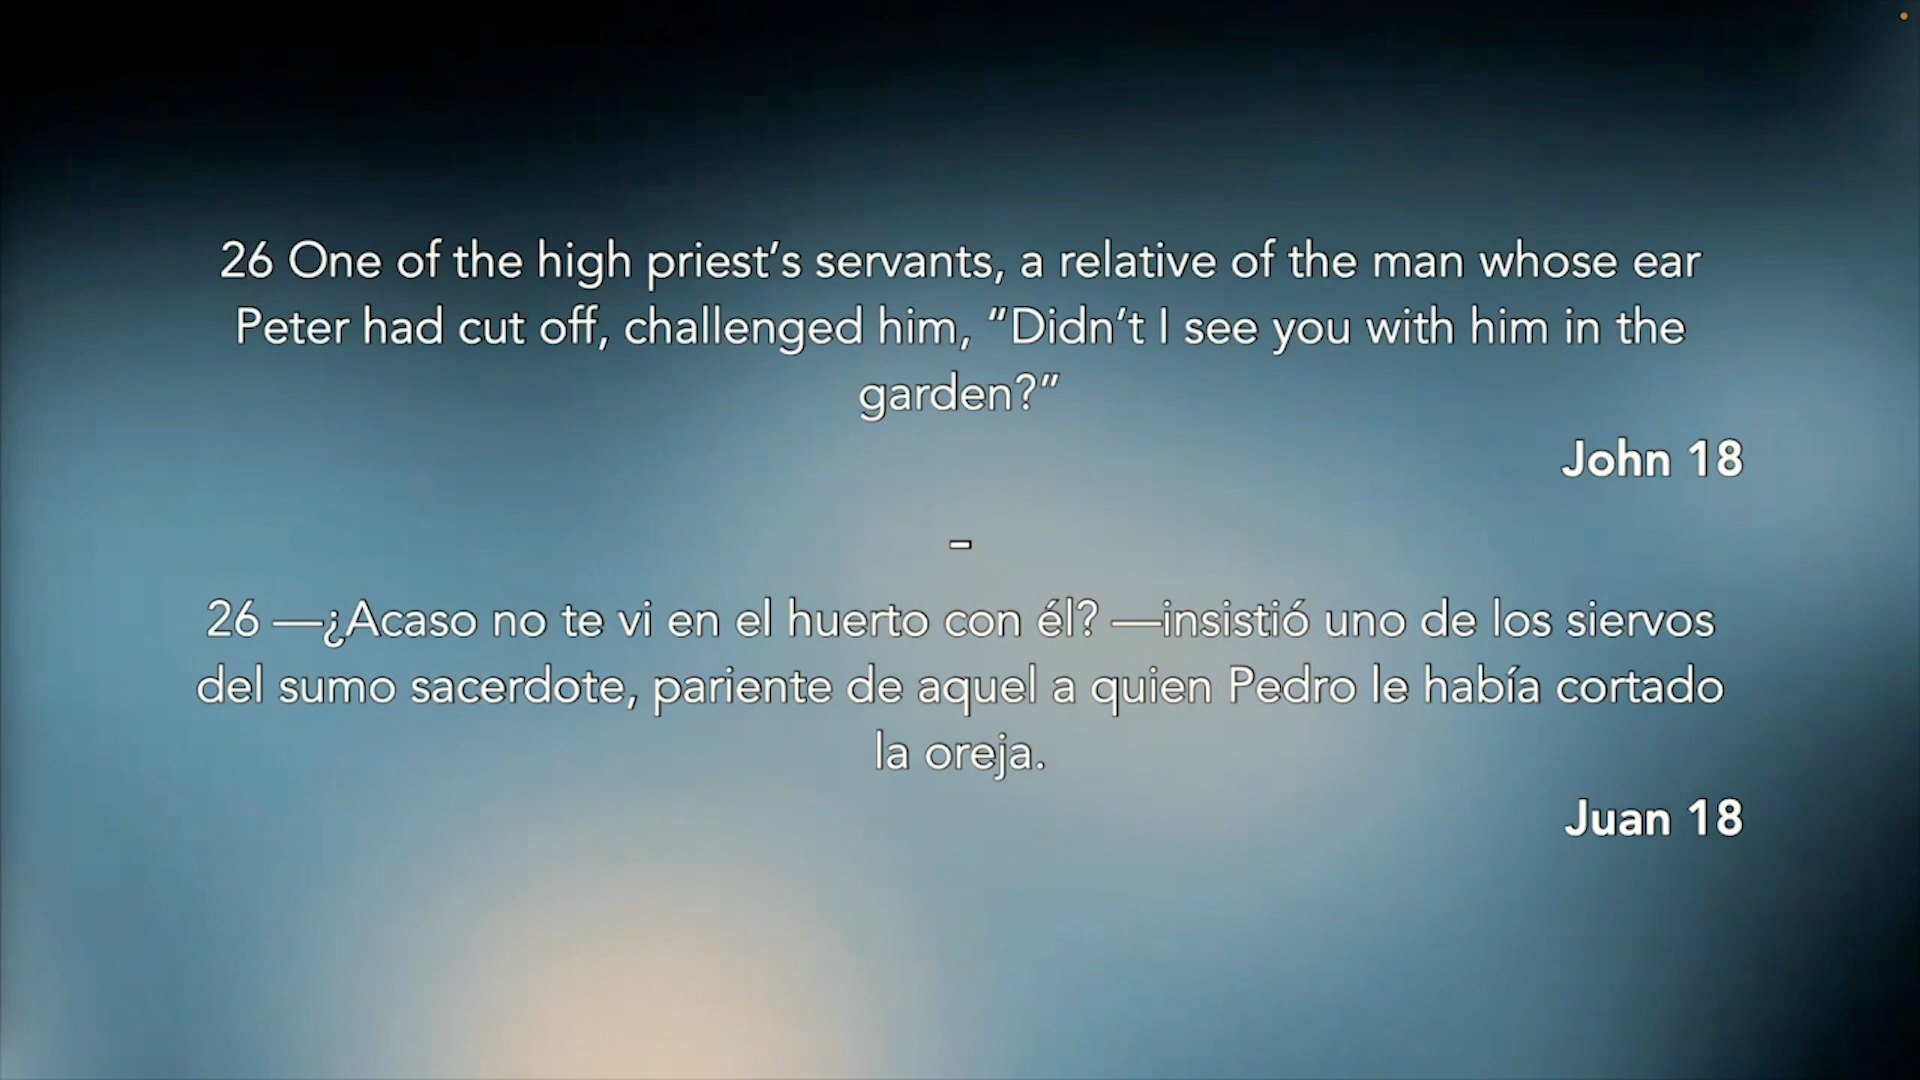 26 One of the high priest’s servants, a relative of the man whose ear
Peter had cut off, challenged him, “Didn’t I see you with him in the
garden?”
John 18
–
26 —¿Acaso no te vi en el huerto con él? —insistió uno de los siervos
del sumo sacerdote, pariente de aquel a quien Pedro le había cortado
la oreja.
Juan 18